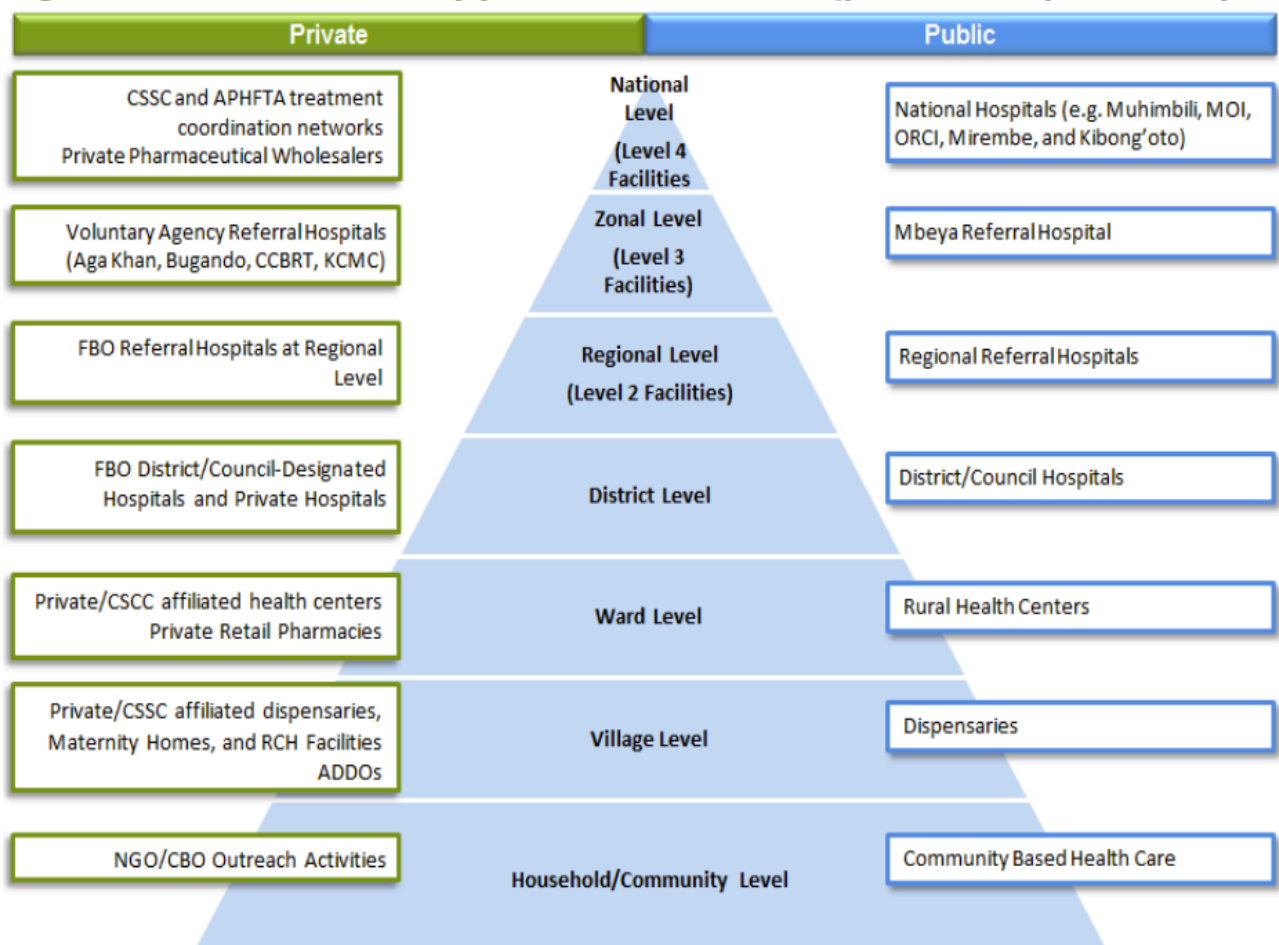 Private
Public
CSSC and APHFTA treatment
coordination networks
Private Pharmaceutical Wholesalers
National
Level
(Level 4
Facilities
National Hospitals (e.g. Muhimbili, MOI,
ORCI, Mirembe, and Kibong’oto)
Voluntary Agency Referral Hospitals
(Aga Khan, Bugando, CCBRT, KCMC)
Zonal Level
(Level 3
Facilities)
Mbeya Referral Hospital
FBO Referral Hospitals at Regional
Level
Regional Level
(Level 2 Facilities)
Regional Referral Hospitals
FBO District/Council-Designated
Hospitals and Private Hospitals
District Level
District/Council Hospitals
Private/CSCC affiliated health centers
Private Retail Pharmacies
Ward Level
Rural Health Centers
Private/CSSC affiliated dispensaries,
Maternity Homes, and RCH Facilities
ADDOs
Village Level
Dispensaries
NGO/CBO Outreach Activities
Household/Community Level
Community Based Health Care